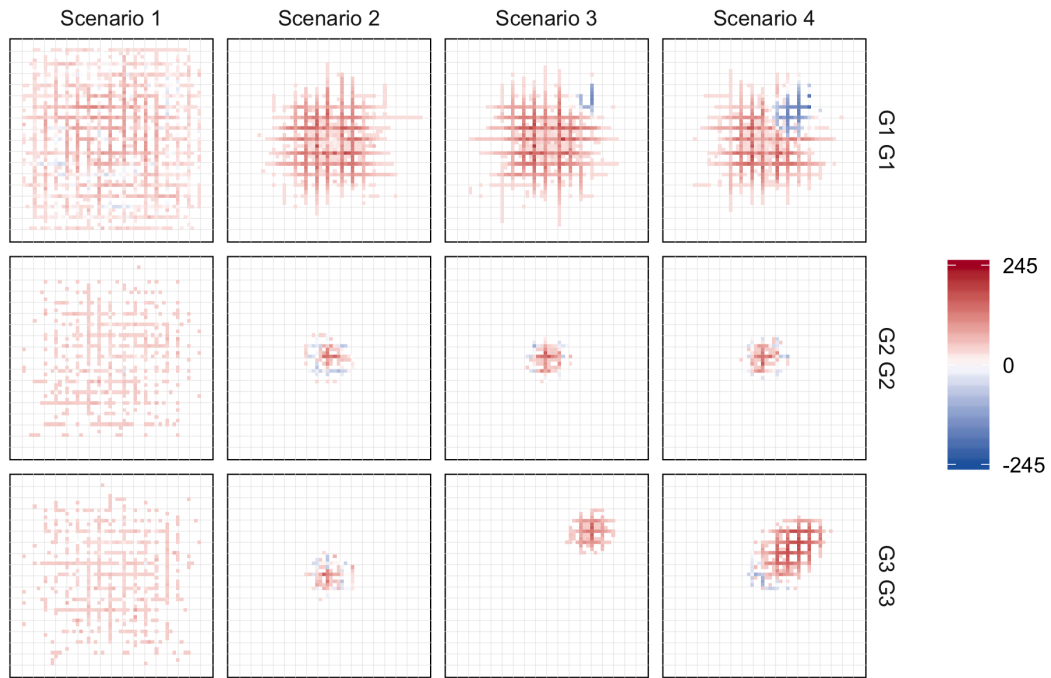 Scenario 1
Scenario 2
Scenario 3
Scenario 4
G1 G1
G2 G2
G3 G3
245
0
-245